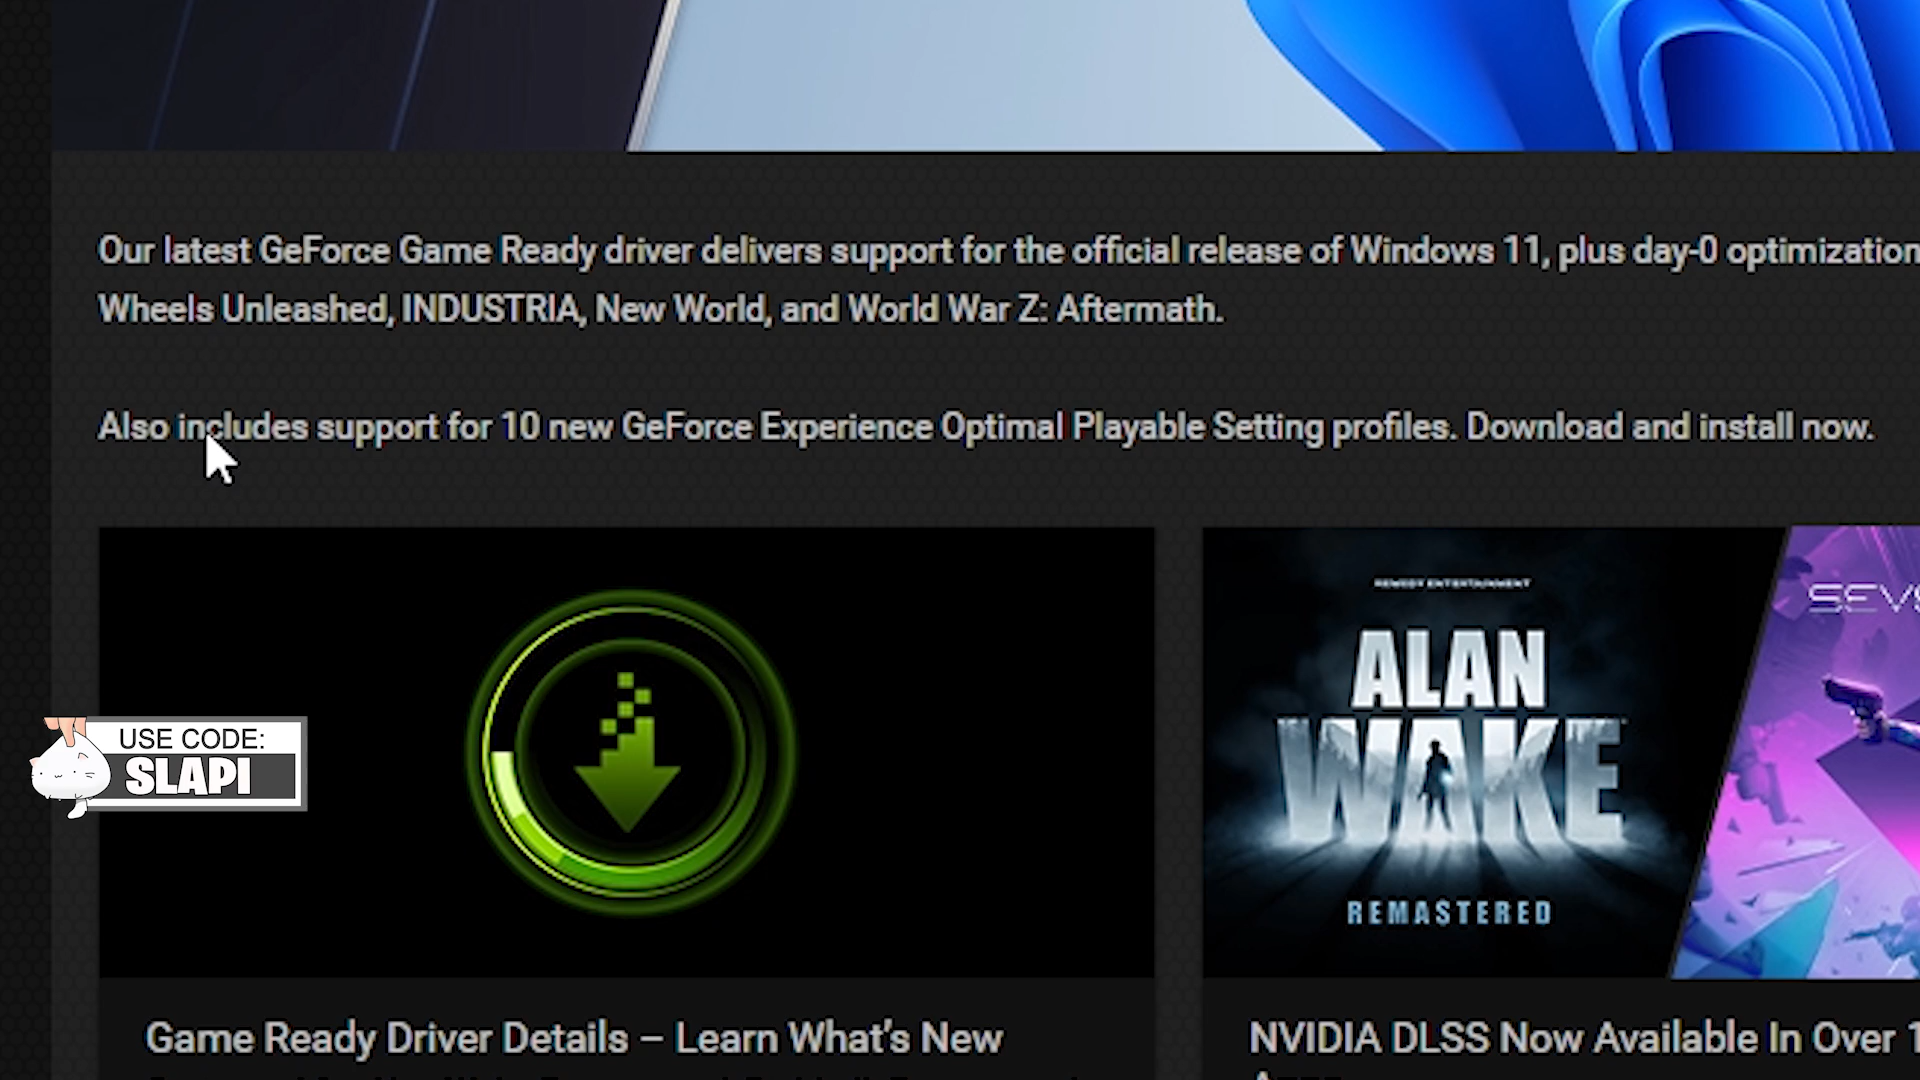 Our latest GeForce Game Ready driver delivers support for the official release of Windows 11, plus day-0 optimization
Wheels Unleashed, INDUSTRIA, New World, and World War Z: Aftermath.
Also includes support for 10 new GeForce Experience Optimal Playable Setting profiles. Download and install now.
REMEDY ENTERTAINMENT
ALAN
WAKE
REMASTERED
USE CODE:
SLAPI
Game Ready Driver Details – Learn What's New
NVIDIA DLSS Now Available In Over 1